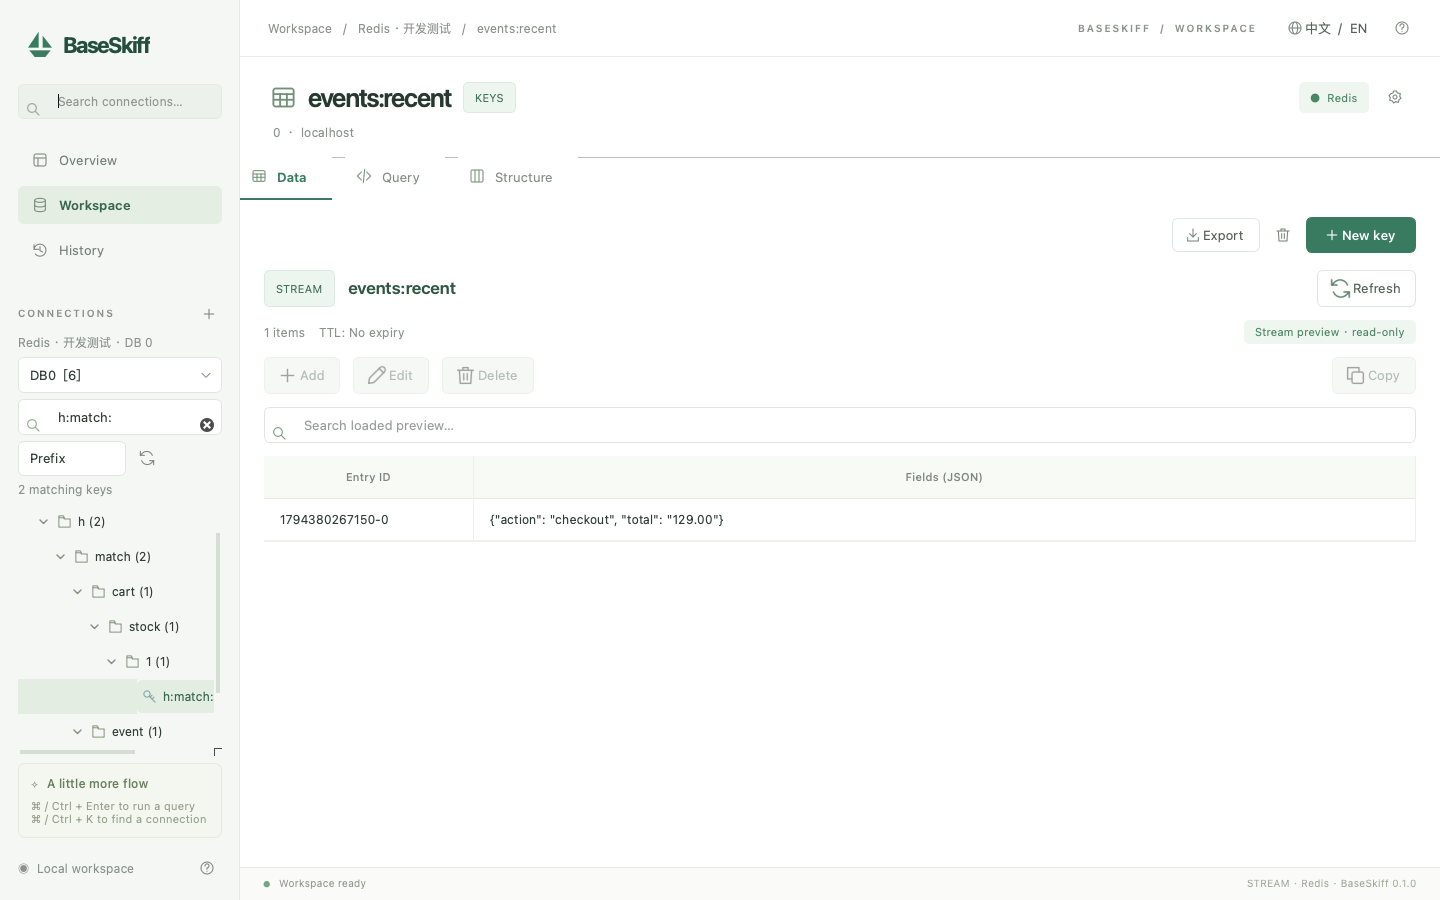 BaseSkiff
Search connections...
Overview
Workspace
History
CONNECTIONS
Redis · 开发测试 · DB 0
DB0 [6]
h:match:
Prefix
2 matching keys
h (2)
match (2)
cart (1)
stock (1)
1 (1)
h:match:
event (1)
A little more flow
⌘ / Ctrl + Enter to run a query
⌘ / Ctrl + K to find a connection
Local workspace
Workspace / Redis · 开发测试 / events:recent
BASESKIFF / WORKSPACE
中文 / EN
events:recent
KEYS
Redis
0 · localhost
Data
Query
Structure
Export
New key
STREAM
events:recent
Refresh
1 items TTL: No expiry
Stream preview · read-only
Add
Edit
Delete
Copy
Search loaded preview...
Entry ID
Fields (JSON)
1794380267150-0
{"action": "checkout", "total": "129.00"}
Workspace ready
STREAM · Redis · BaseSkiff 0.1.0